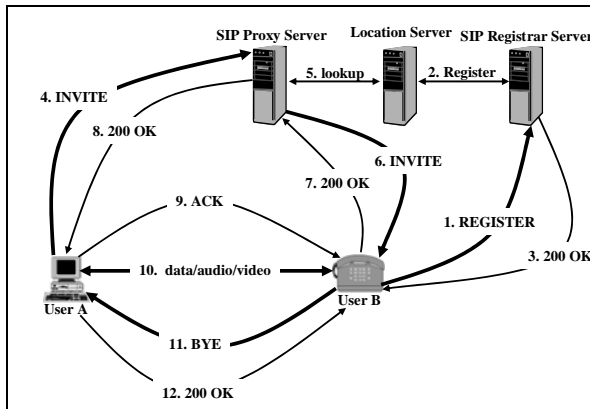 SIP Proxy Server
Location Server
SIP Registrar Server
5. lookup
2. Register
4. INVITE
8. 200 OK
6. INVITE
7. 200 OK
9. ACK
1. REGISTER
3. 200 OK
10. data/audio/video
User A
User B
11. BYE
12. 200 OK